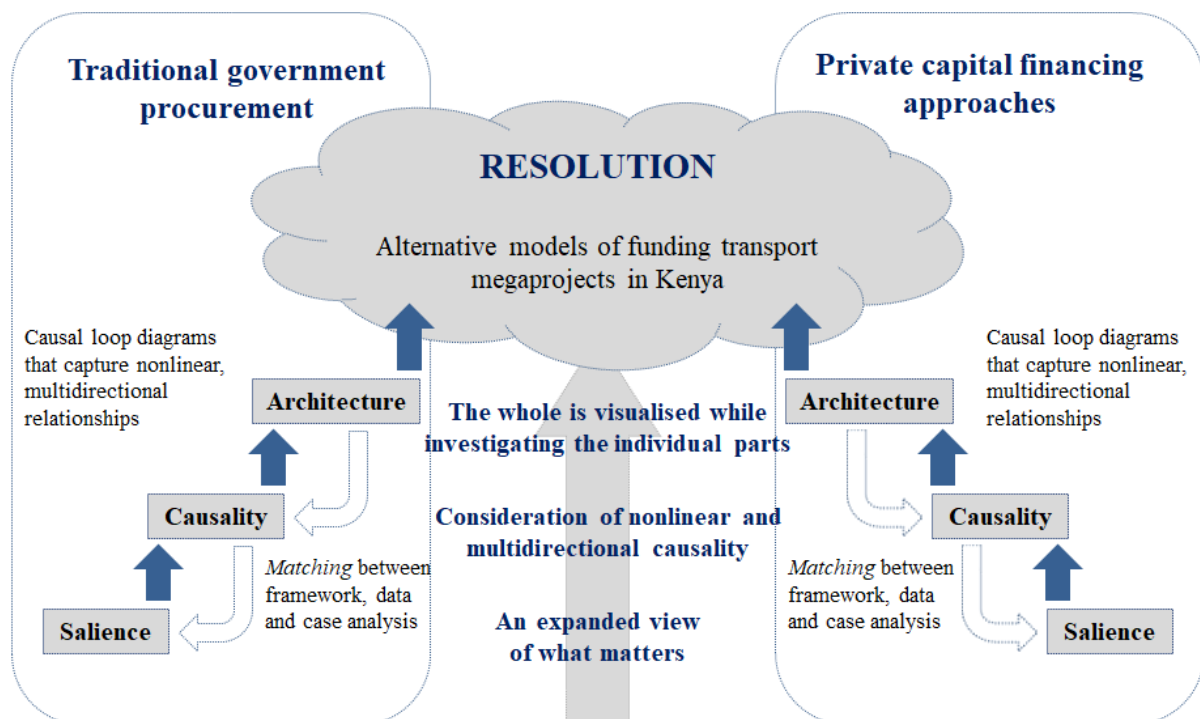 Traditional government
procurement
Private capital financing
approaches
RESOLUTION
Alternative models of funding transport
megaprojects in Kenya
Causal loop diagrams
that capture nonlinear,
multidirectional
relationships
Architecture
Causality
Matching between
framework, data
and case analysis
Salience
The whole is visualised while
investigating the individual parts
Consideration of nonlinear and
multidirectional causality
An expanded view
of what matters
Causal loop diagrams
that capture nonlinear,
multidirectional
relationships
Architecture
Causality
Matching between
framework, data
and case analysis
Salience